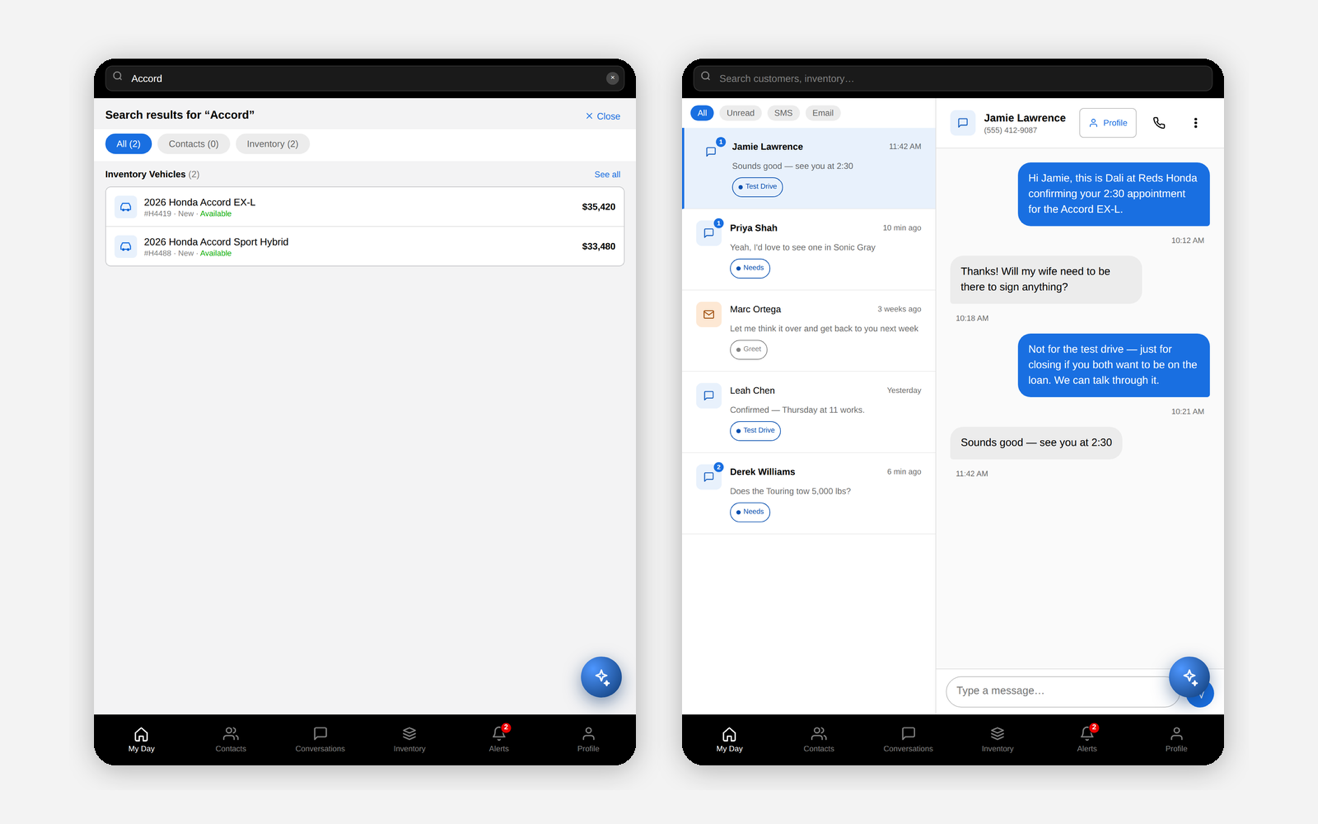 Accord
Search results for “Accord”
✕ Close
All (2)
Contacts (0)
Inventory (2)
Inventory Vehicles (2)
See all
2026 Honda Accord EX-L
#H4419 · New · Available
$35,420
2026 Honda Accord Sport Hybrid
#H4488 · New · Available
$33,480
My Day
Contacts
Conversations
Inventory
2
Alerts
Profile
Search customers, inventory…
All
Unread
SMS
Email
1
Jamie Lawrence
11:42 AM
Sounds good — see you at 2:30
Test Drive
1
Priya Shah
10 min ago
Yeah, I'd love to see one in Sonic Gray
Needs
Marc Ortega
3 weeks ago
Let me think it over and get back to you next week
Greet
Leah Chen
Yesterday
Confirmed — Thursday at 11 works.
Test Drive
2
Derek Williams
6 min ago
Does the Touring tow 5,000 lbs?
Needs
Jamie Lawrence
(555) 412-9087
Profile
Hi Jamie, this is Dali at Reds Honda
confirming your 2:30 appointment
for the Accord EX-L.
10:12 AM
Thanks! Will my wife need to be
there to sign anything?
10:18 AM
Not for the test drive — just for
closing if you both want to be on the
loan. We can talk through it.
10:21 AM
Sounds good — see you at 2:30
11:42 AM
Type a message…
My Day
Contacts
Conversations
Inventory
2
Alerts
Profile